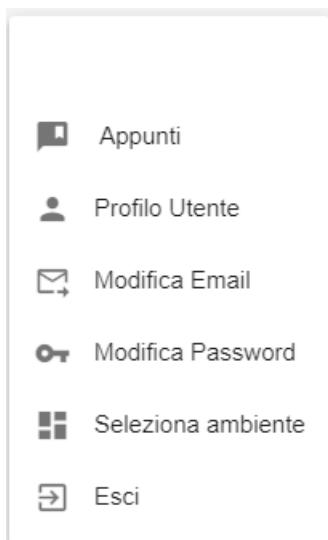 Appunti
Profilo Utente
Modifica Email
Modifica Password
Seleziona ambiente
Esci